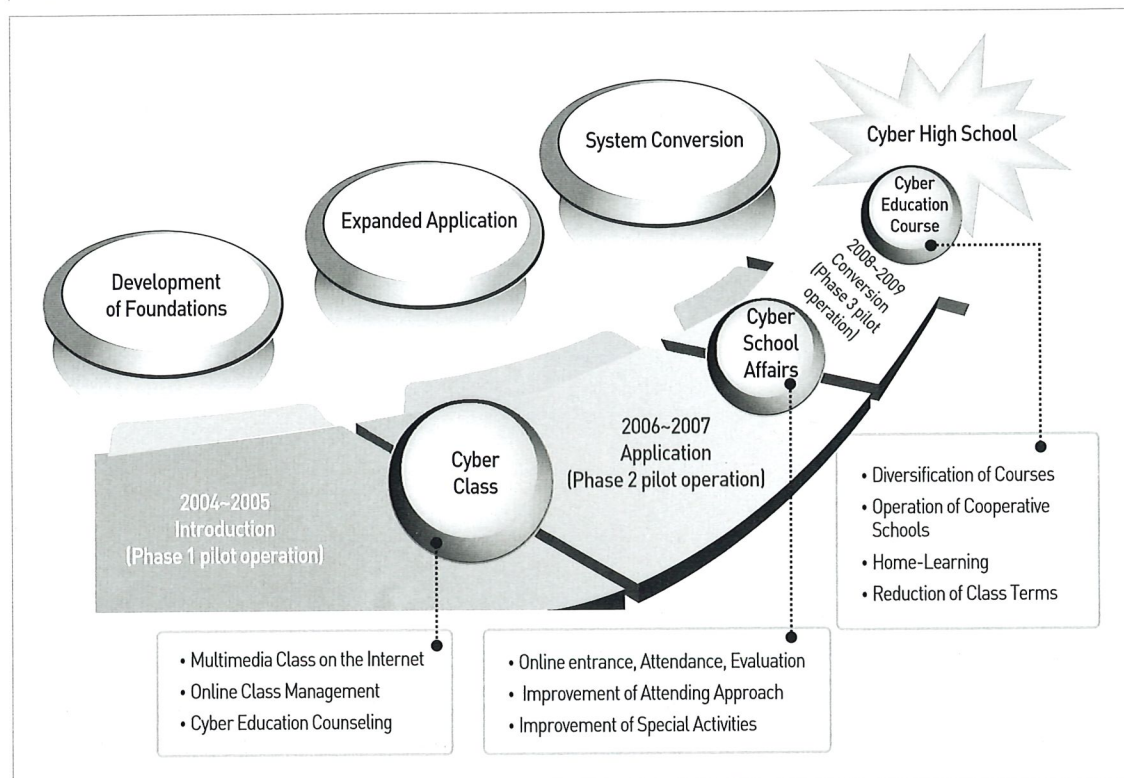 Cyber High School
System Conversion
Expanded Application
Development
of Foundations
Cyber
Education
Course
2008~2009
Conversion
(Phase 3 pilot
operation)
Cyber
School
Affairs
2006~2007
Application
(Phase 2 pilot operation)
Cyber
Class
2004~2005
Introduction
(Phase 1 pilot operation)
• Diversification of Courses
• Operation of Cooperative
Schools
• Home-Learning
• Reduction of Class Terms
• Multimedia Class on the Internet
• Online Class Management
• Cyber Education Counseling
• Online entrance, Attendance, Evaluation
• Improvement of Attending Approach
• Improvement of Special Activities